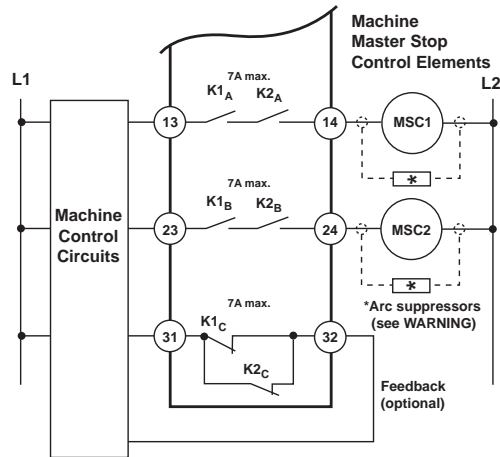 Machine
Master Stop
Control Elements
L1
L2
7A max.
K1A K2A
13
14
MSC1
*
7A max.
K1B K2B
Machine
Control
Circuits
23
24
MSC2
*
*Arc suppressors
(see WARNING)
7A max.
K1C
31
32
K2C
Feedback
(optional)